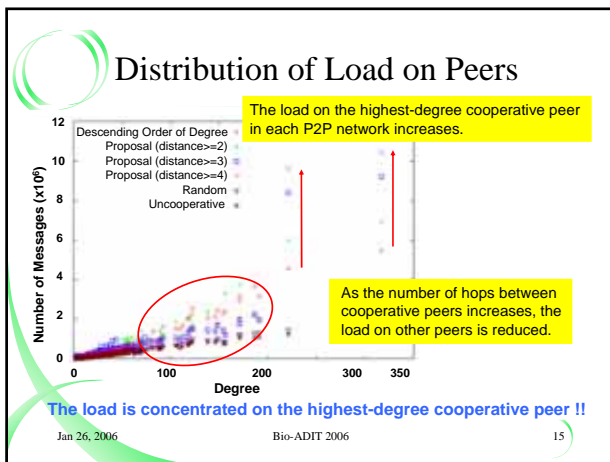 Distribution of Load on Peers
The load on the highest-degree cooperative peer
in each P2P network increases.
Number of Messages (x10⁶)
12
10
8
6
4
2
0
Descending Order of Degree
Proposal (distance>=2)
Proposal (distance>=3)
Proposal (distance>=4)
Random
Uncooperative
As the number of hops between
cooperative peers increases, the
load on other peers is reduced.
0 100 200 300 350
Degree
The load is concentrated on the highest-degree cooperative peer !!
Jan 26, 2006 Bio-ADIT 2006 15